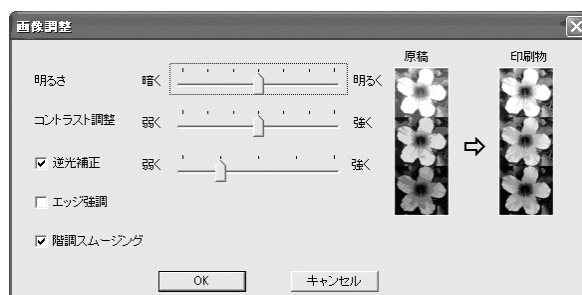 画像調整
原稿 印刷物
明るさ 暗く 明るく
コントラスト調整 弱く 強く
逆光補正 弱く 強く
エッジ強調
階調スムージング
OK キャンセル